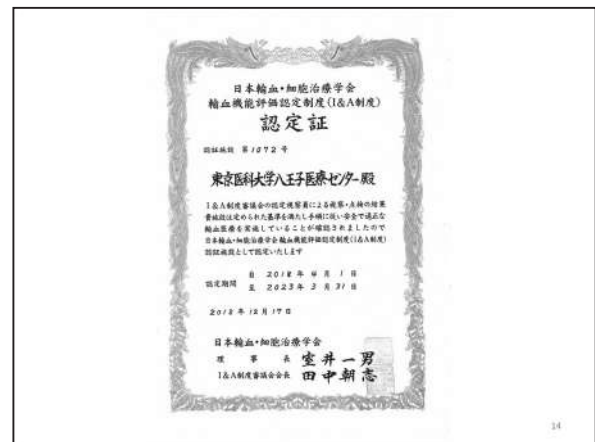 日本輸血・細胞治療学会
輸血機能評価認定制度(I&A制度)
認定証
認証施設 第1072号
東京医科大学八王子医療センター殿
I&A制度審議会の認定視察員による視察・点検の結果
貴施設は定められた基準を満たし手順に従い安全で適正な
輸血医療を実施していることが確認されましたので
日本輸血・細胞治療学会輸血機能評価認定制度(I&A制度)
認証施設として認定いたします
認定期間
自 2018年4月1日
至 2023年3月31日
2018年12月17日
日本輸血・細胞治療学会
理事長 室井一男
I&A制度審議会会長 田中朝志
14